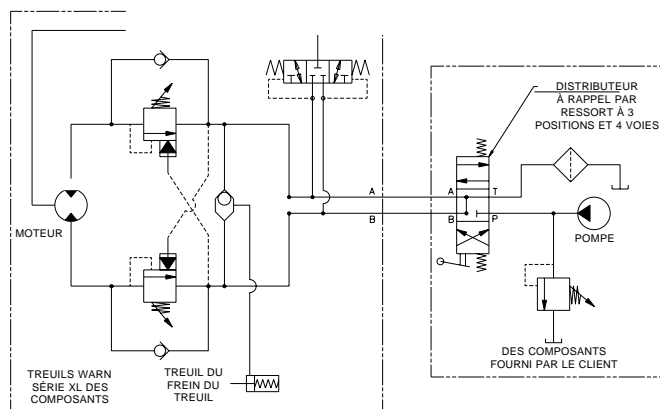 DISTRIBUTEUR
À RAPPEL PAR
RESSORT À 3
POSITIONS ET 4 VOIES
A
A
T
B
B
P
MOTEUR
POMPE
TREUILS WARN
SÉRIE XL DES
COMPOSANTS
TREUIL DU
FREIN DU
TREUIL
DES COMPOSANTS
FOURNI PAR LE CLIENT